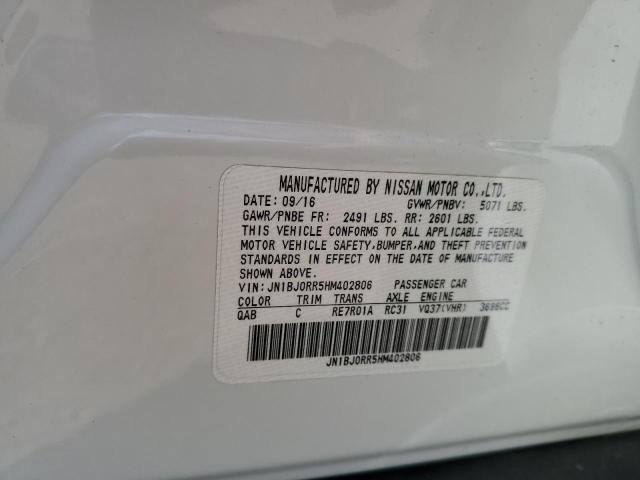 MANUFACTURED BY NISSAN MOTOR CO.,LTD.
DATE: 09/16 GVWR/PNBV: 5071 LBS.
GAWR/PNBE FR: 2491 LBS. RR: 2601 LBS.
THIS VEHICLE CONFORMS TO ALL APPLICABLE FEDERAL
MOTOR VEHICLE SAFETY,BUMPER,AND THEFT PREVENTION
STANDARDS IN EFFECT ON THE DATE OF MANUFACTURE
SHOWN ABOVE.
VIN: JN1BJ0RR5HM402806 PASSENGER CAR
COLOR TRIM TRANS AXLE ENGINE
QAB C RE7R01A RC31 VQ37(VHR) 3696CC
JN1BJ0RR5HM402806